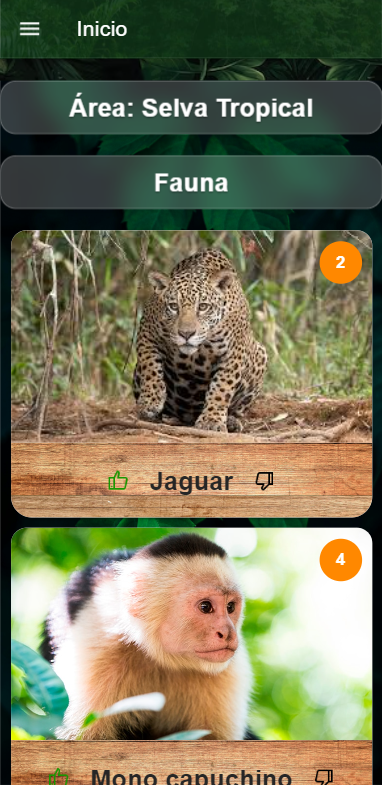 Inicio
Área: Selva Tropical
Fauna
2
Jaguar
4
Mono capuchino